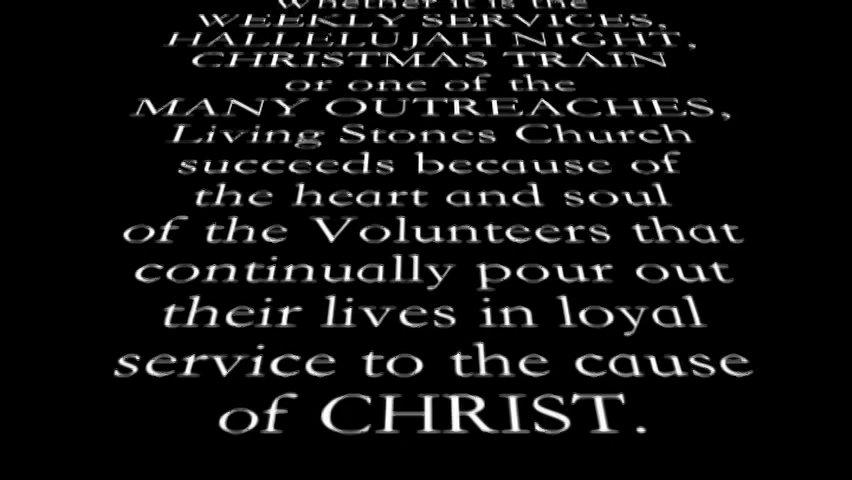 Whether it is the
WEEKLY SERVICES,
HALLELUJAH NIGHT,
CHRISTMAS TRAIN
or one of the
MANY OUTREACHES,
Living Stones Church
succeeds because of
the heart and soul
of the Volunteers that
continually pour out
their lives in loyal
service to the cause
of CHRIST.